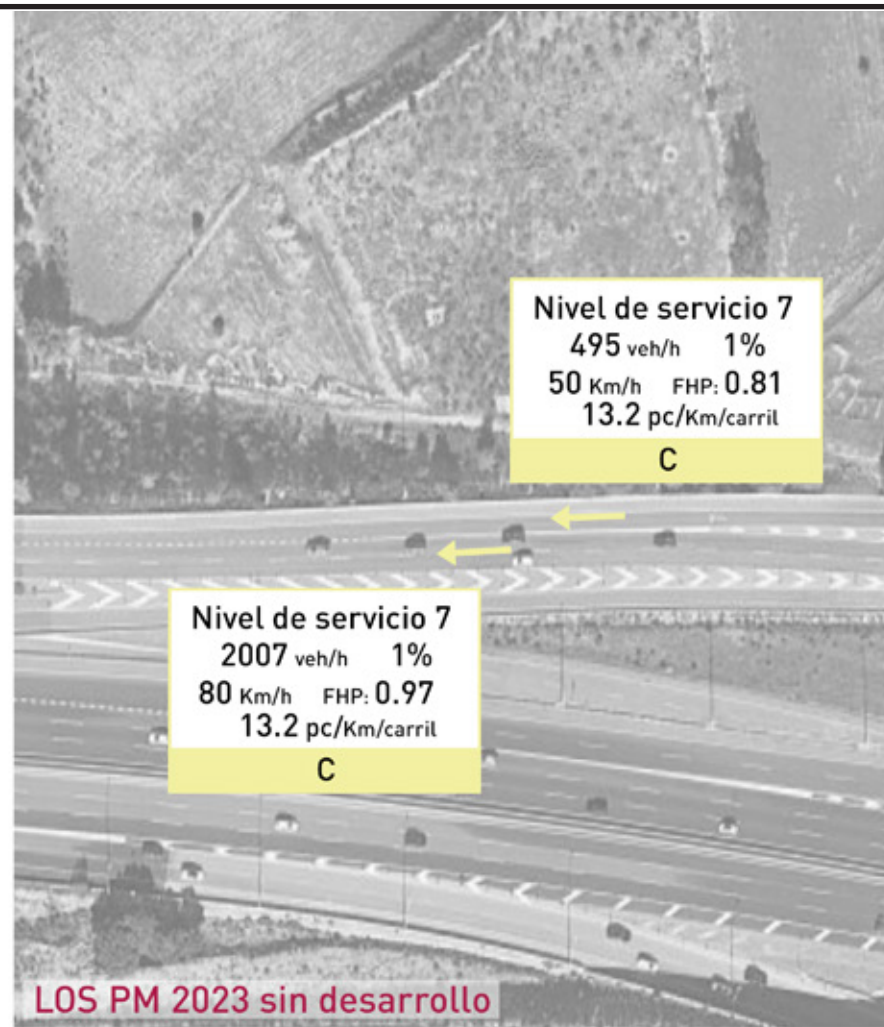 Nivel de servicio 7
495 veh/h 1%
50 Km/h FHP: 0.81
13.2 pc/Km/carril
C
Nivel de servicio 7
2007 veh/h 1%
80 Km/h FHP: 0.97
13.2 pc/Km/carril
C
LOS PM 2023 sin desarrollo